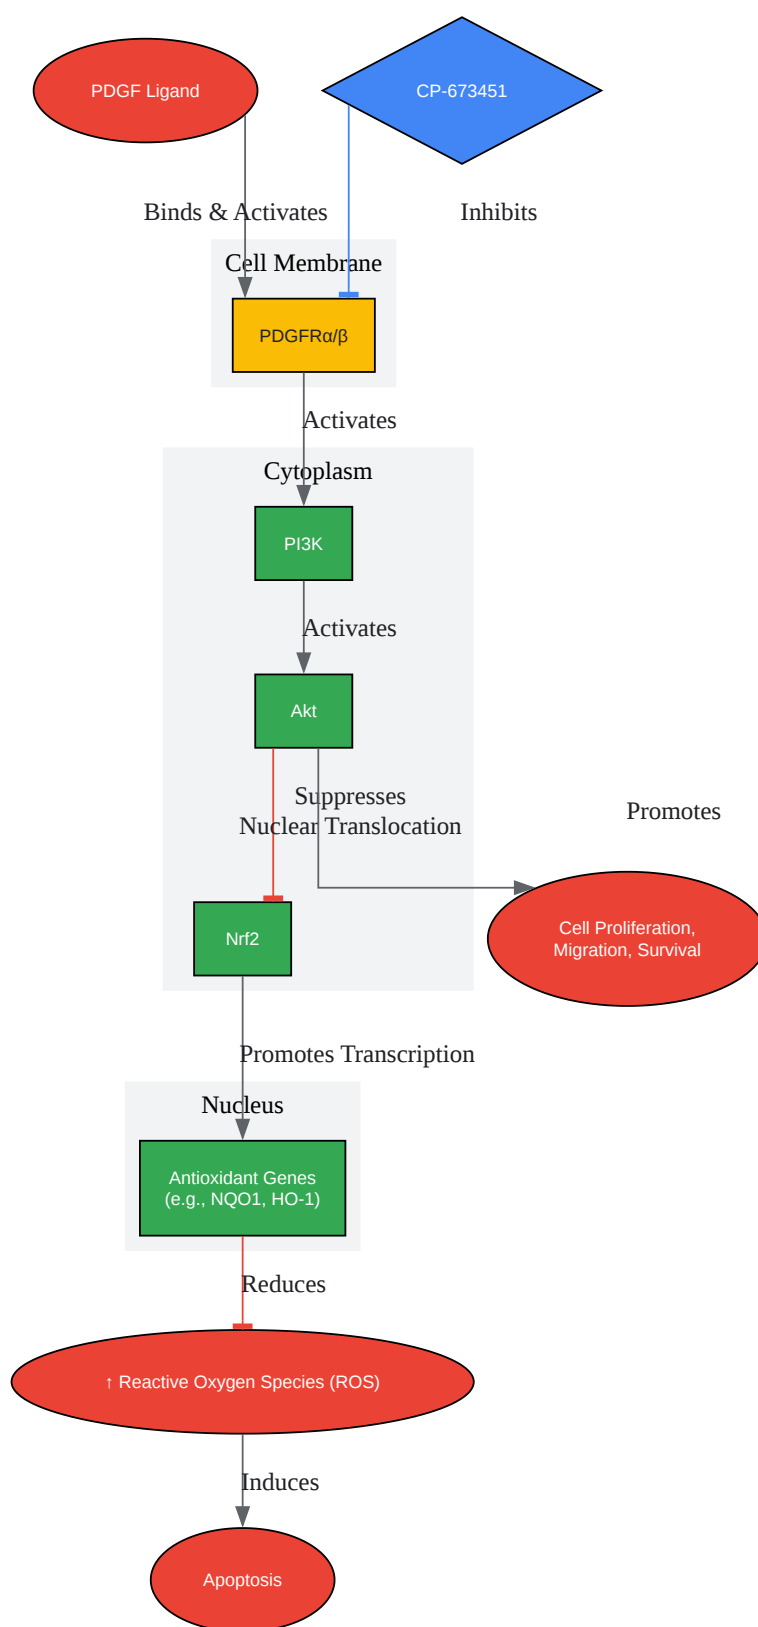 PDGF Ligand
CP-673451
Binds & Activates
Inhibits
Cell Membrane
PDGFRα/β
Activates
Cytoplasm
PI3K
Activates
Akt
Suppresses
Nuclear Translocation
Promotes
Nrf2
Cell Proliferation,
Migration, Survival
Promotes Transcription
Nucleus
Antioxidant Genes
(e.g., NQO1, HO-1)
Reduces
↑ Reactive Oxygen Species (ROS)
Induces
Apoptosis